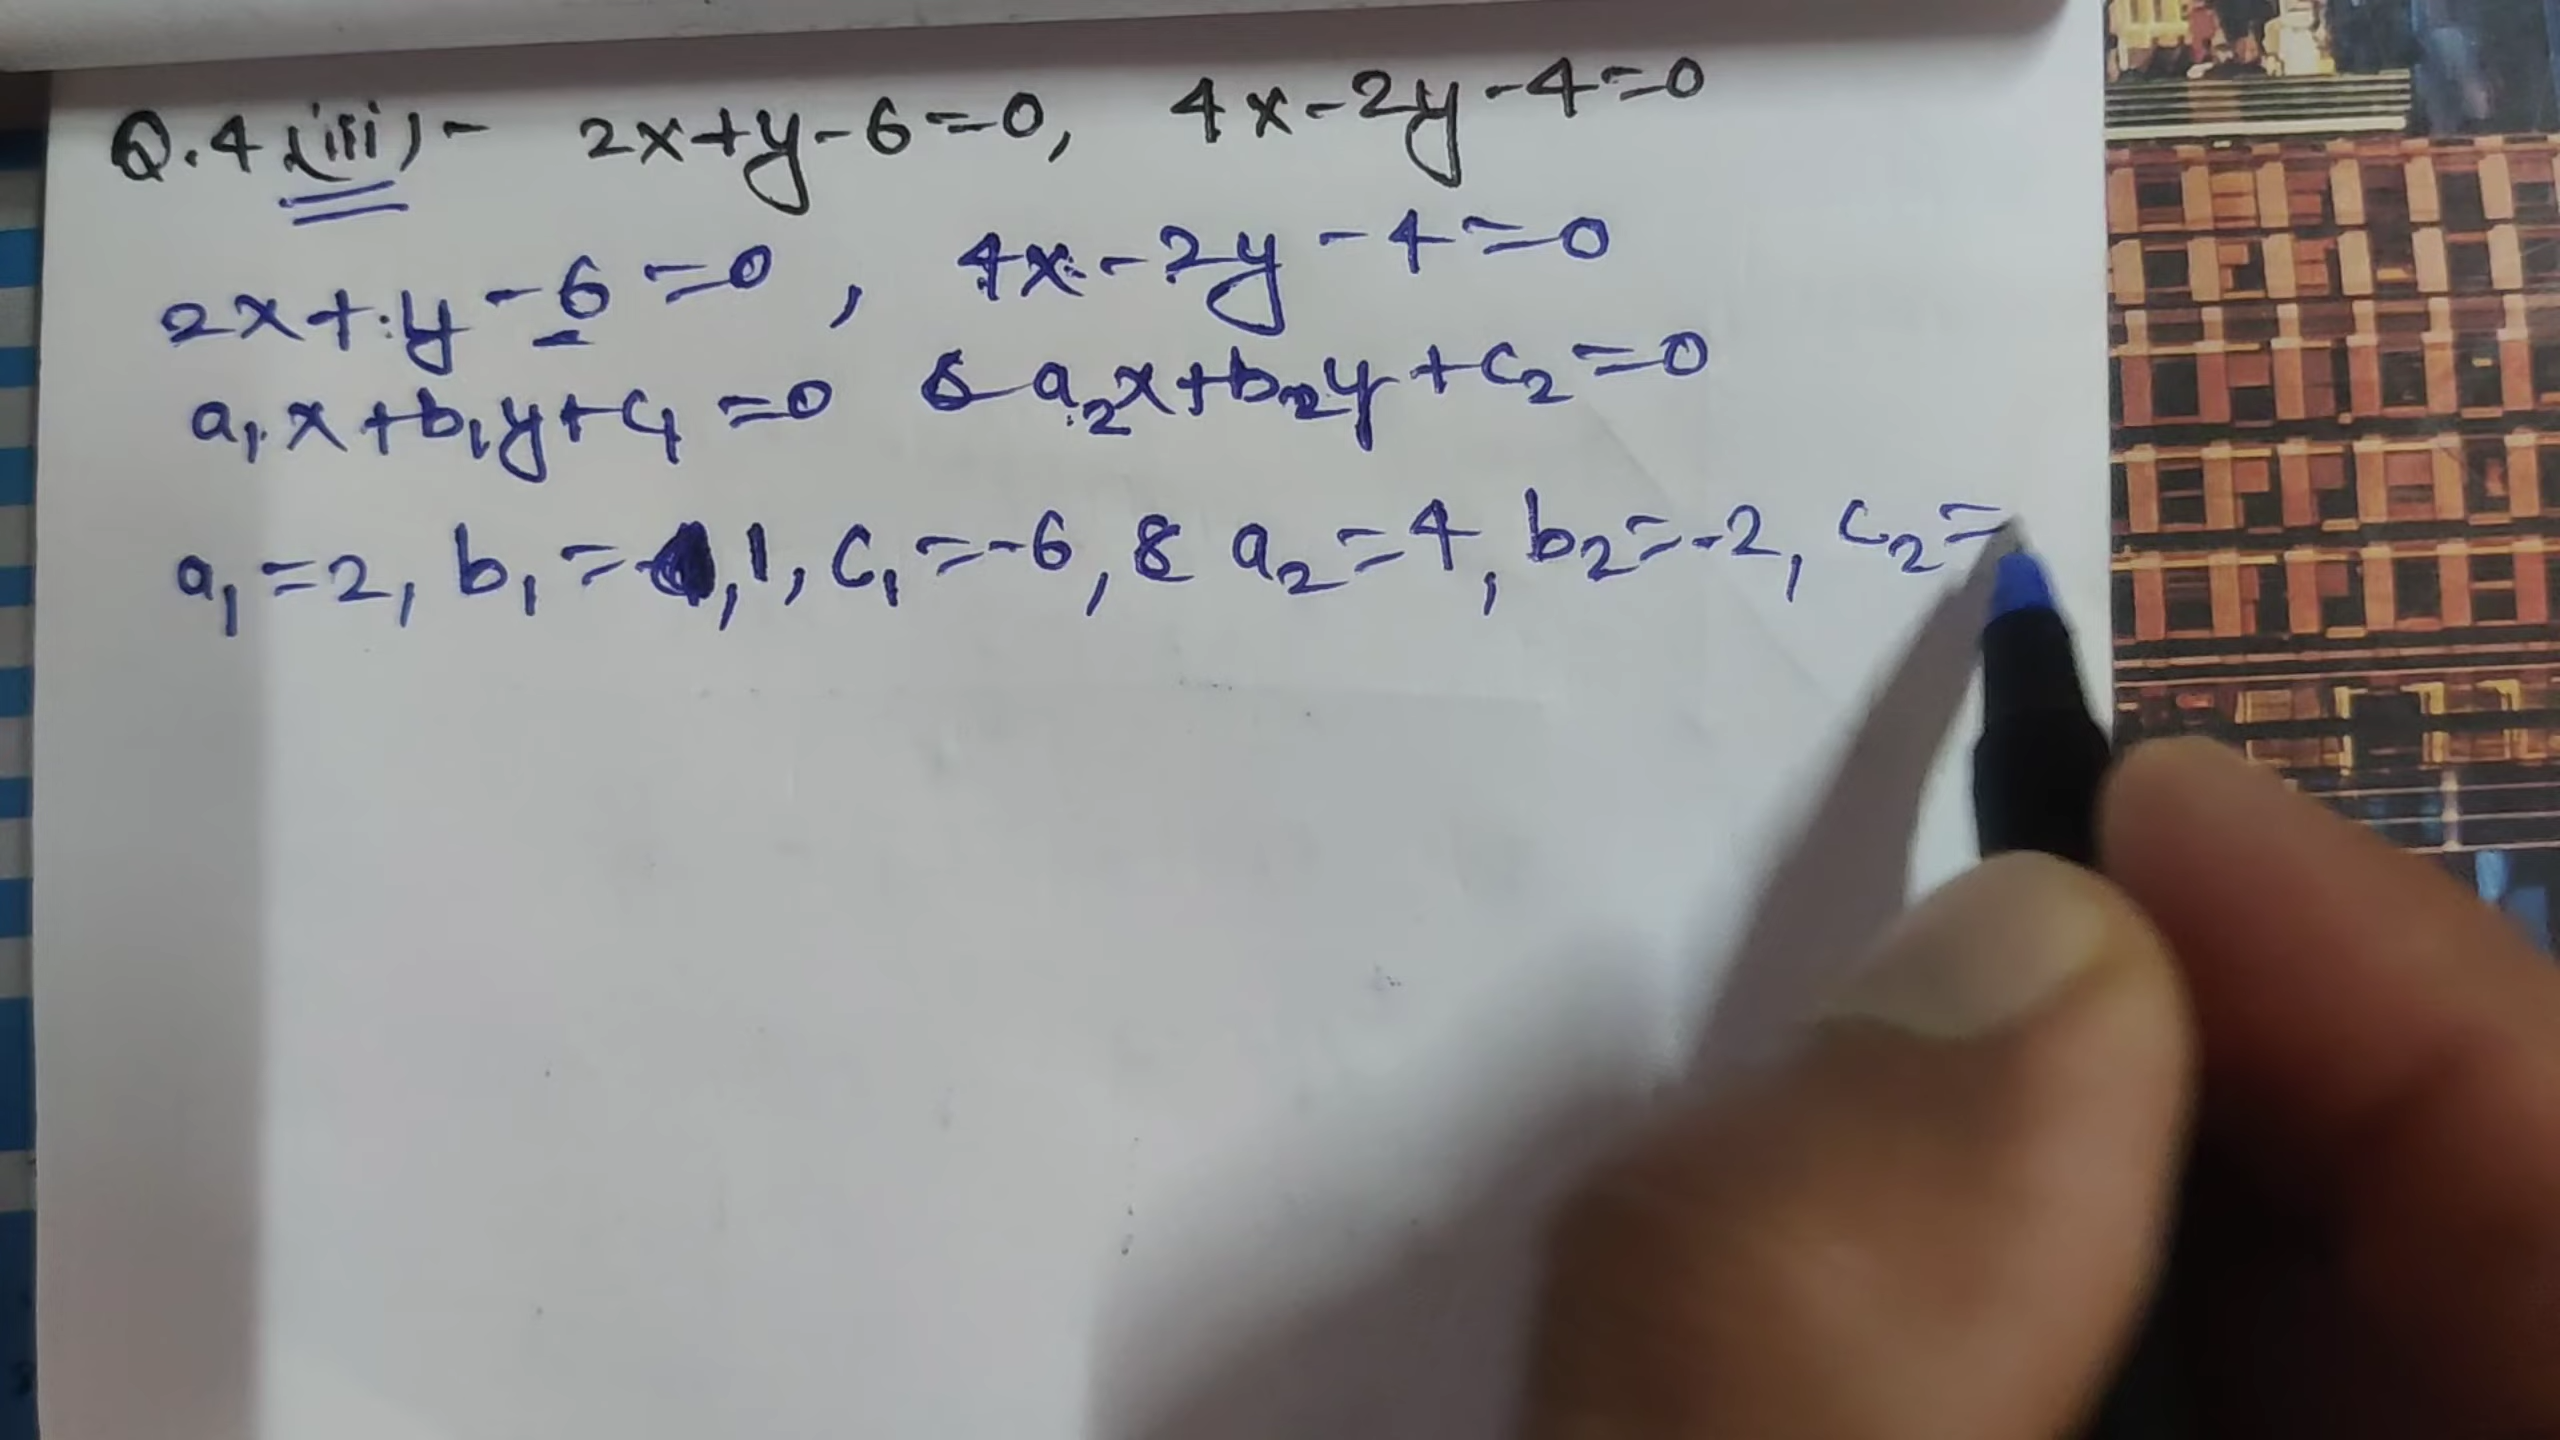 Q.4 (iii) - 2x+y-6=0, 4x-2y-4=0
2x+y-6=0, 4x-2y-4=0
a₁x+b₁y+c₁=0 & a₂x+b₂y+c₂=0
a₁=2, b₁= , 1, c₁=-6, & a₂=4, b₂=-2, c₂=